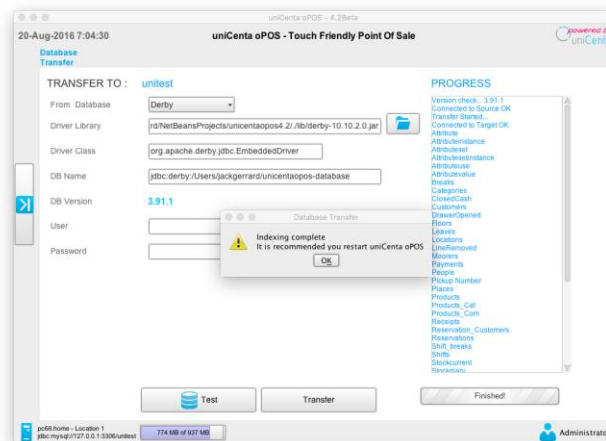 uniCenta oPOS - 4.2Beta
20-Aug-2016 7:04:30
uniCenta oPOS - Touch Friendly Point Of Sale
powered b
uniCent
Database
Transfer
TRANSFER TO :
unitest
From Database
Derby
Driver Library
rd/NetBeansProjects/unicentaopos4.2/./lib/derby-10.10.2.0.jar
Driver Class
org.apache.derby.jdbc.EmbeddedDriver
DB Name
jdbc:derby:/Users/jackgerrard/unicentaopos-database
DB Version
3.91.1
User
Password
Database Transfer
Indexing complete
It is recommended you restart uniCenta oPOS
OK
PROGRESS
Version check... 3.91.1
Connected to Source OK
Transfer Started...
Connected to Target OK
Attribute
Attributeinstance
Attributeset
Attributesetinstance
Attributeuse
Attributevalue
Breaks
Categories
ClosedCash
Customers
DrawerOpened
Floors
Leaves
Locations
LineRemoved
Moorers
Payments
People
Pickup Number
Places
Products
Products_Cat
Products_Com
Receipts
Reservation_Customers
Reservations
Shift_breaks
Shifts
Stockcurrent
Stockdiary
Test
Transfer
Finished!
pc68.home - Location 1
jdbc:mysql://127.0.0.1:3306/unitest
774 MB of 937 MB
Administrato